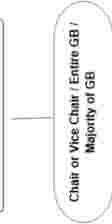 Chair or Vice Chair / Entire GB /
Majority of GB